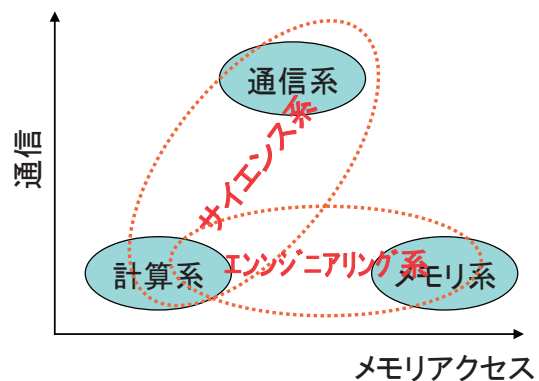 通信系
サイエンス系
通信
計算系
エンジニアリング系
メモリ系
メモリアクセス